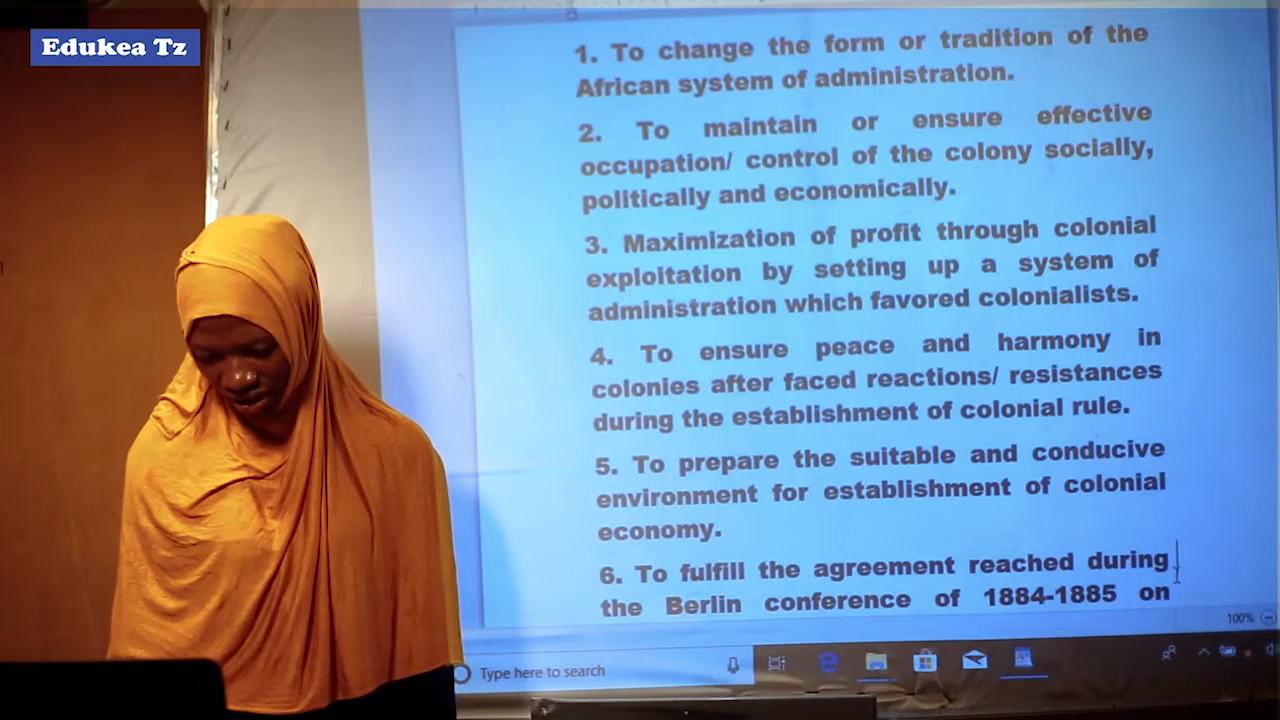 Edukea Tz
1. To change the form or tradition of the
African system of administration.
2. To maintain or ensure effective
occupation/ control of the colony socially,
politically and economically.
3. Maximization of profit through colonial
exploitation by setting up a system of
administration which favored colonialists.
4. To ensure peace and harmony in
colonies after faced reactions/ resistances
during the establishment of colonial rule.
5. To prepare the suitable and conducive
environment for establishment of colonial
economy.
6. To fulfill the agreement reached during
the Berlin conference of 1884-1885 on
100%
Type here to search